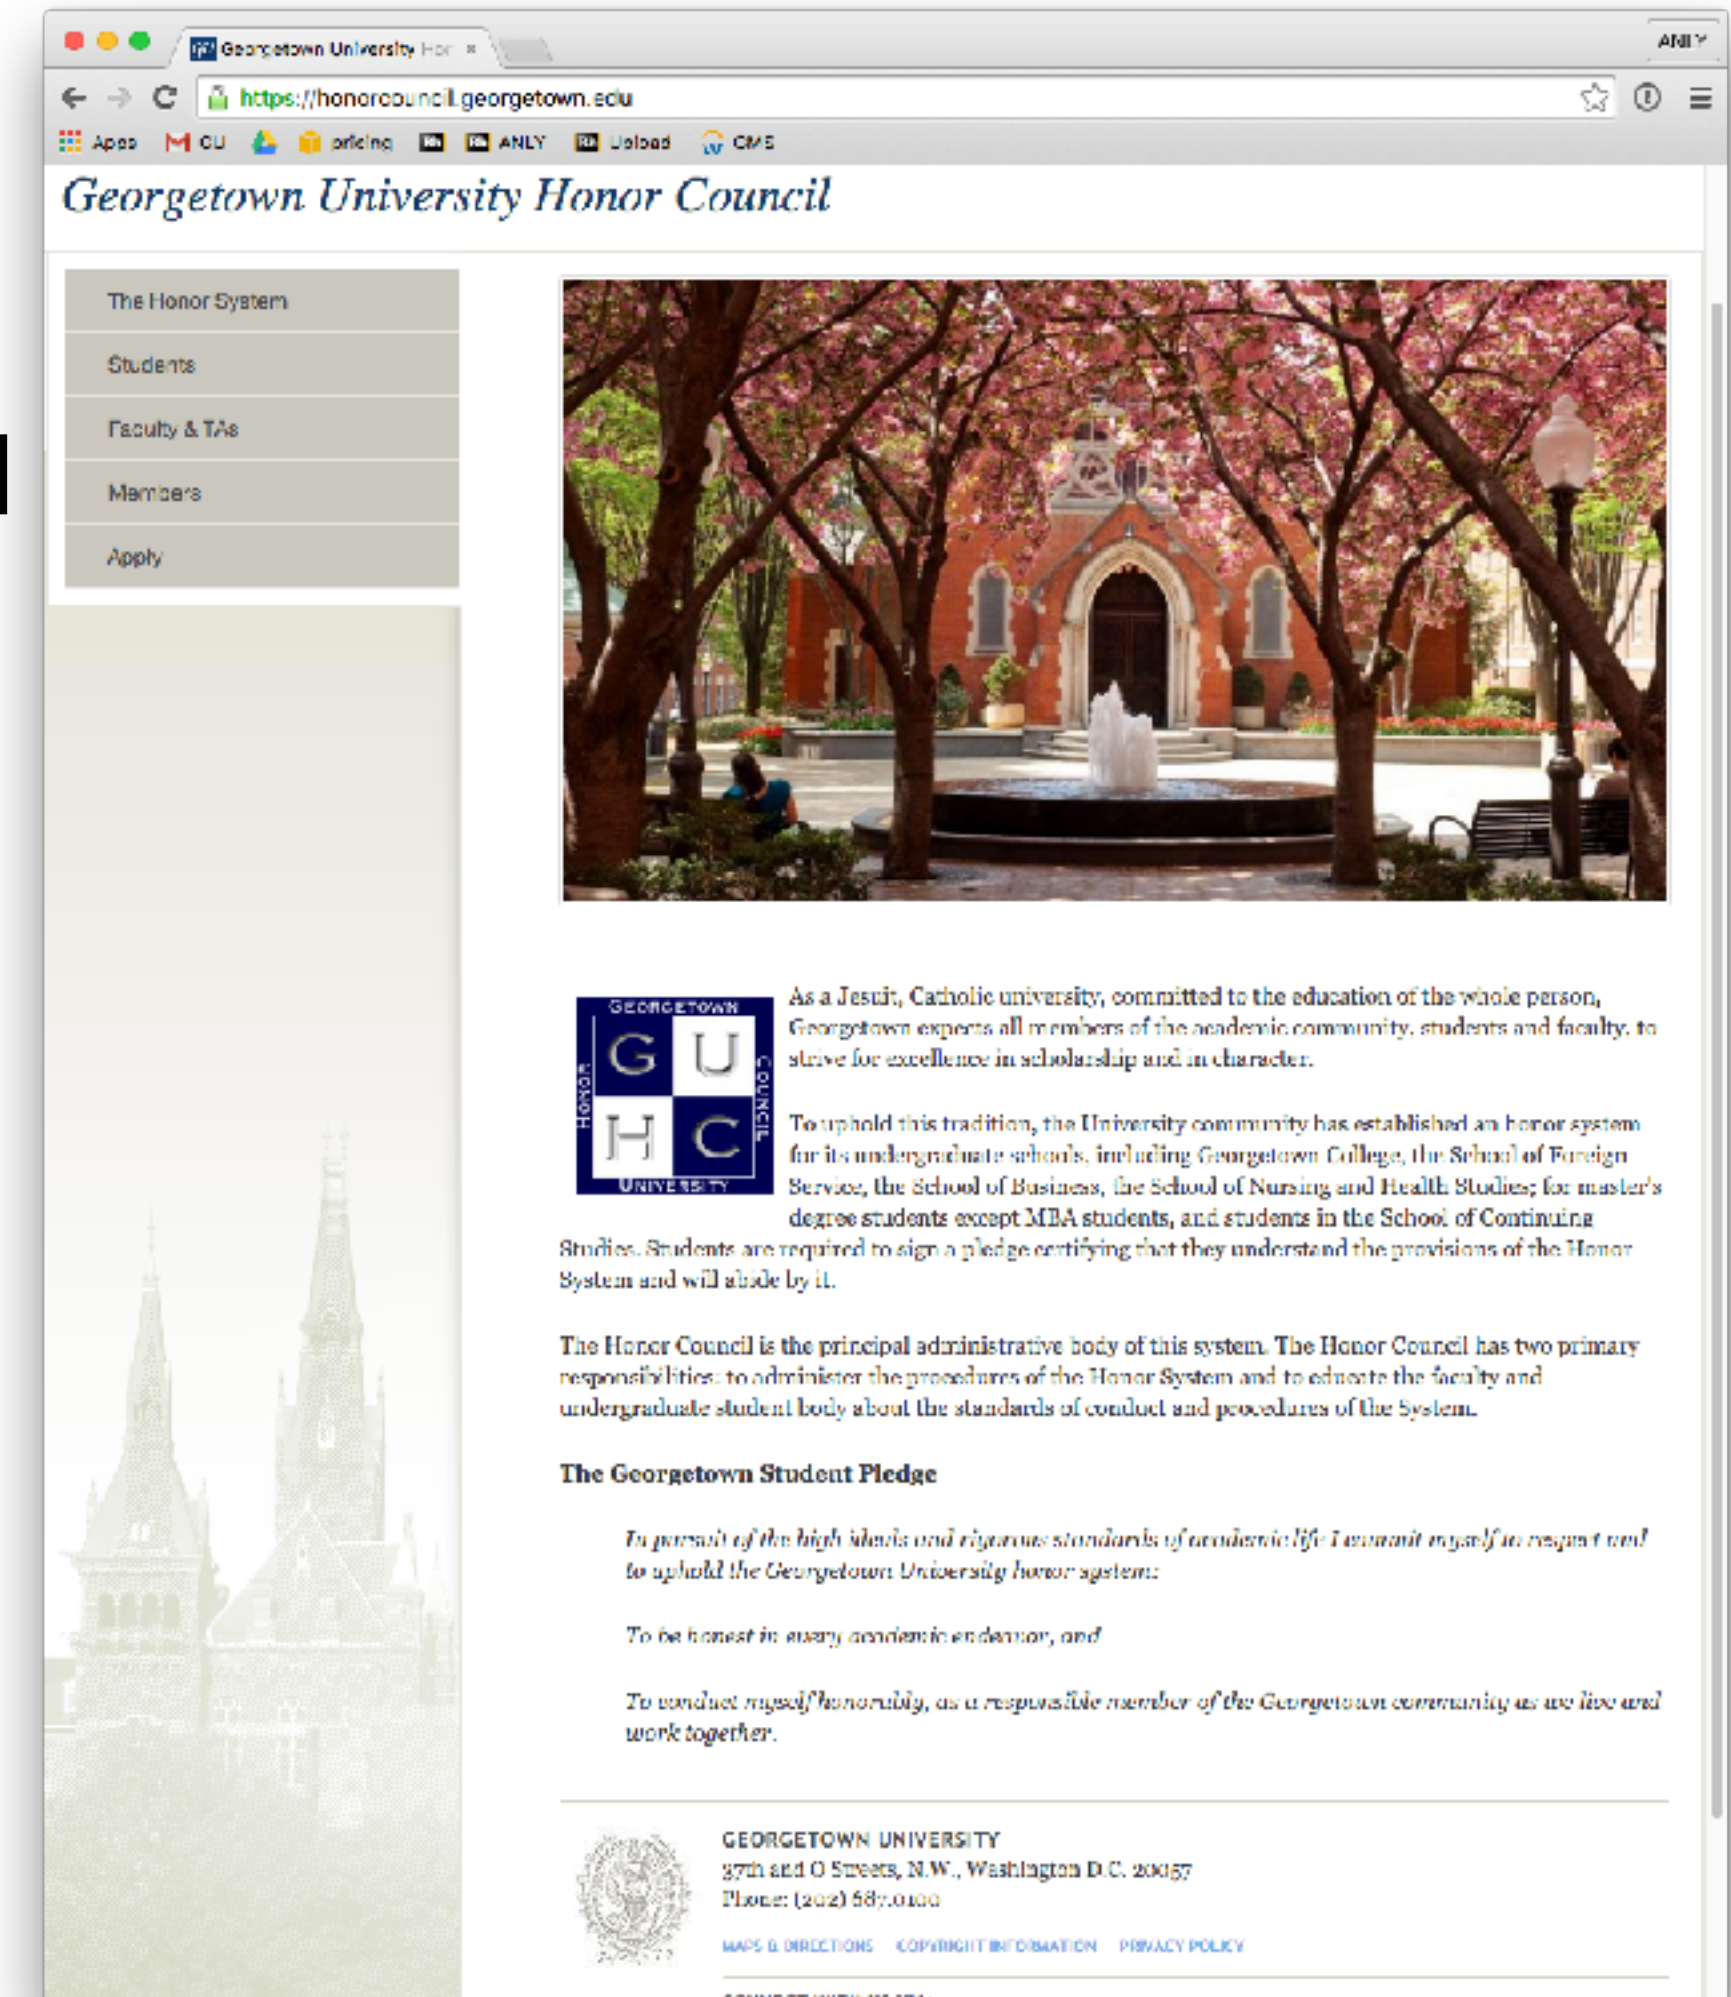 Georgetown University Hon
ANLY
https://honorcouncil.georgetown.edu
Apps GU pricing Rh Rh ANLY Rh Upload CMS
Georgetown University Honor Council
The Honor System
Students
Faculty & TAs
Members
Apply
GEORGETOWN
HONOR
G U
H C
COUNCIL
UNIVERSITY
As a Jesuit, Catholic university, committed to the education of the whole person,
Georgetown expects all members of the academic community, students and faculty, to
strive for excellence in scholarship and in character.
To uphold this tradition, the University community has established an honor system
for its undergraduate schools, including Georgetown College, the School of Foreign
Service, the School of Business, the School of Nursing and Health Studies; for master's
degree students except MBA students, and students in the School of Continuing
Studies. Students are required to sign a pledge certifying that they understand the provisions of the Honor
System and will abide by it.
The Honor Council is the principal administrative body of this system. The Honor Council has two primary
responsibilities: to administer the procedures of the Honor System and to educate the faculty and
undergraduate student body about the standards of conduct and procedures of the System.
The Georgetown Student Pledge
In pursuit of the high ideals and rigorous standards of academic life I commit myself to respect and
to uphold the Georgetown University honor system:
To be honest in every academic endeavor, and
To conduct myself honorably, as a responsible member of the Georgetown community as we live and
work together.
GEORGETOWN UNIVERSITY
37th and O Streets, N.W., Washington D.C. 20057
Phone: (202) 687.0100
MAPS & DIRECTIONS COPYRIGHT INFORMATION PRIVACY POLICY